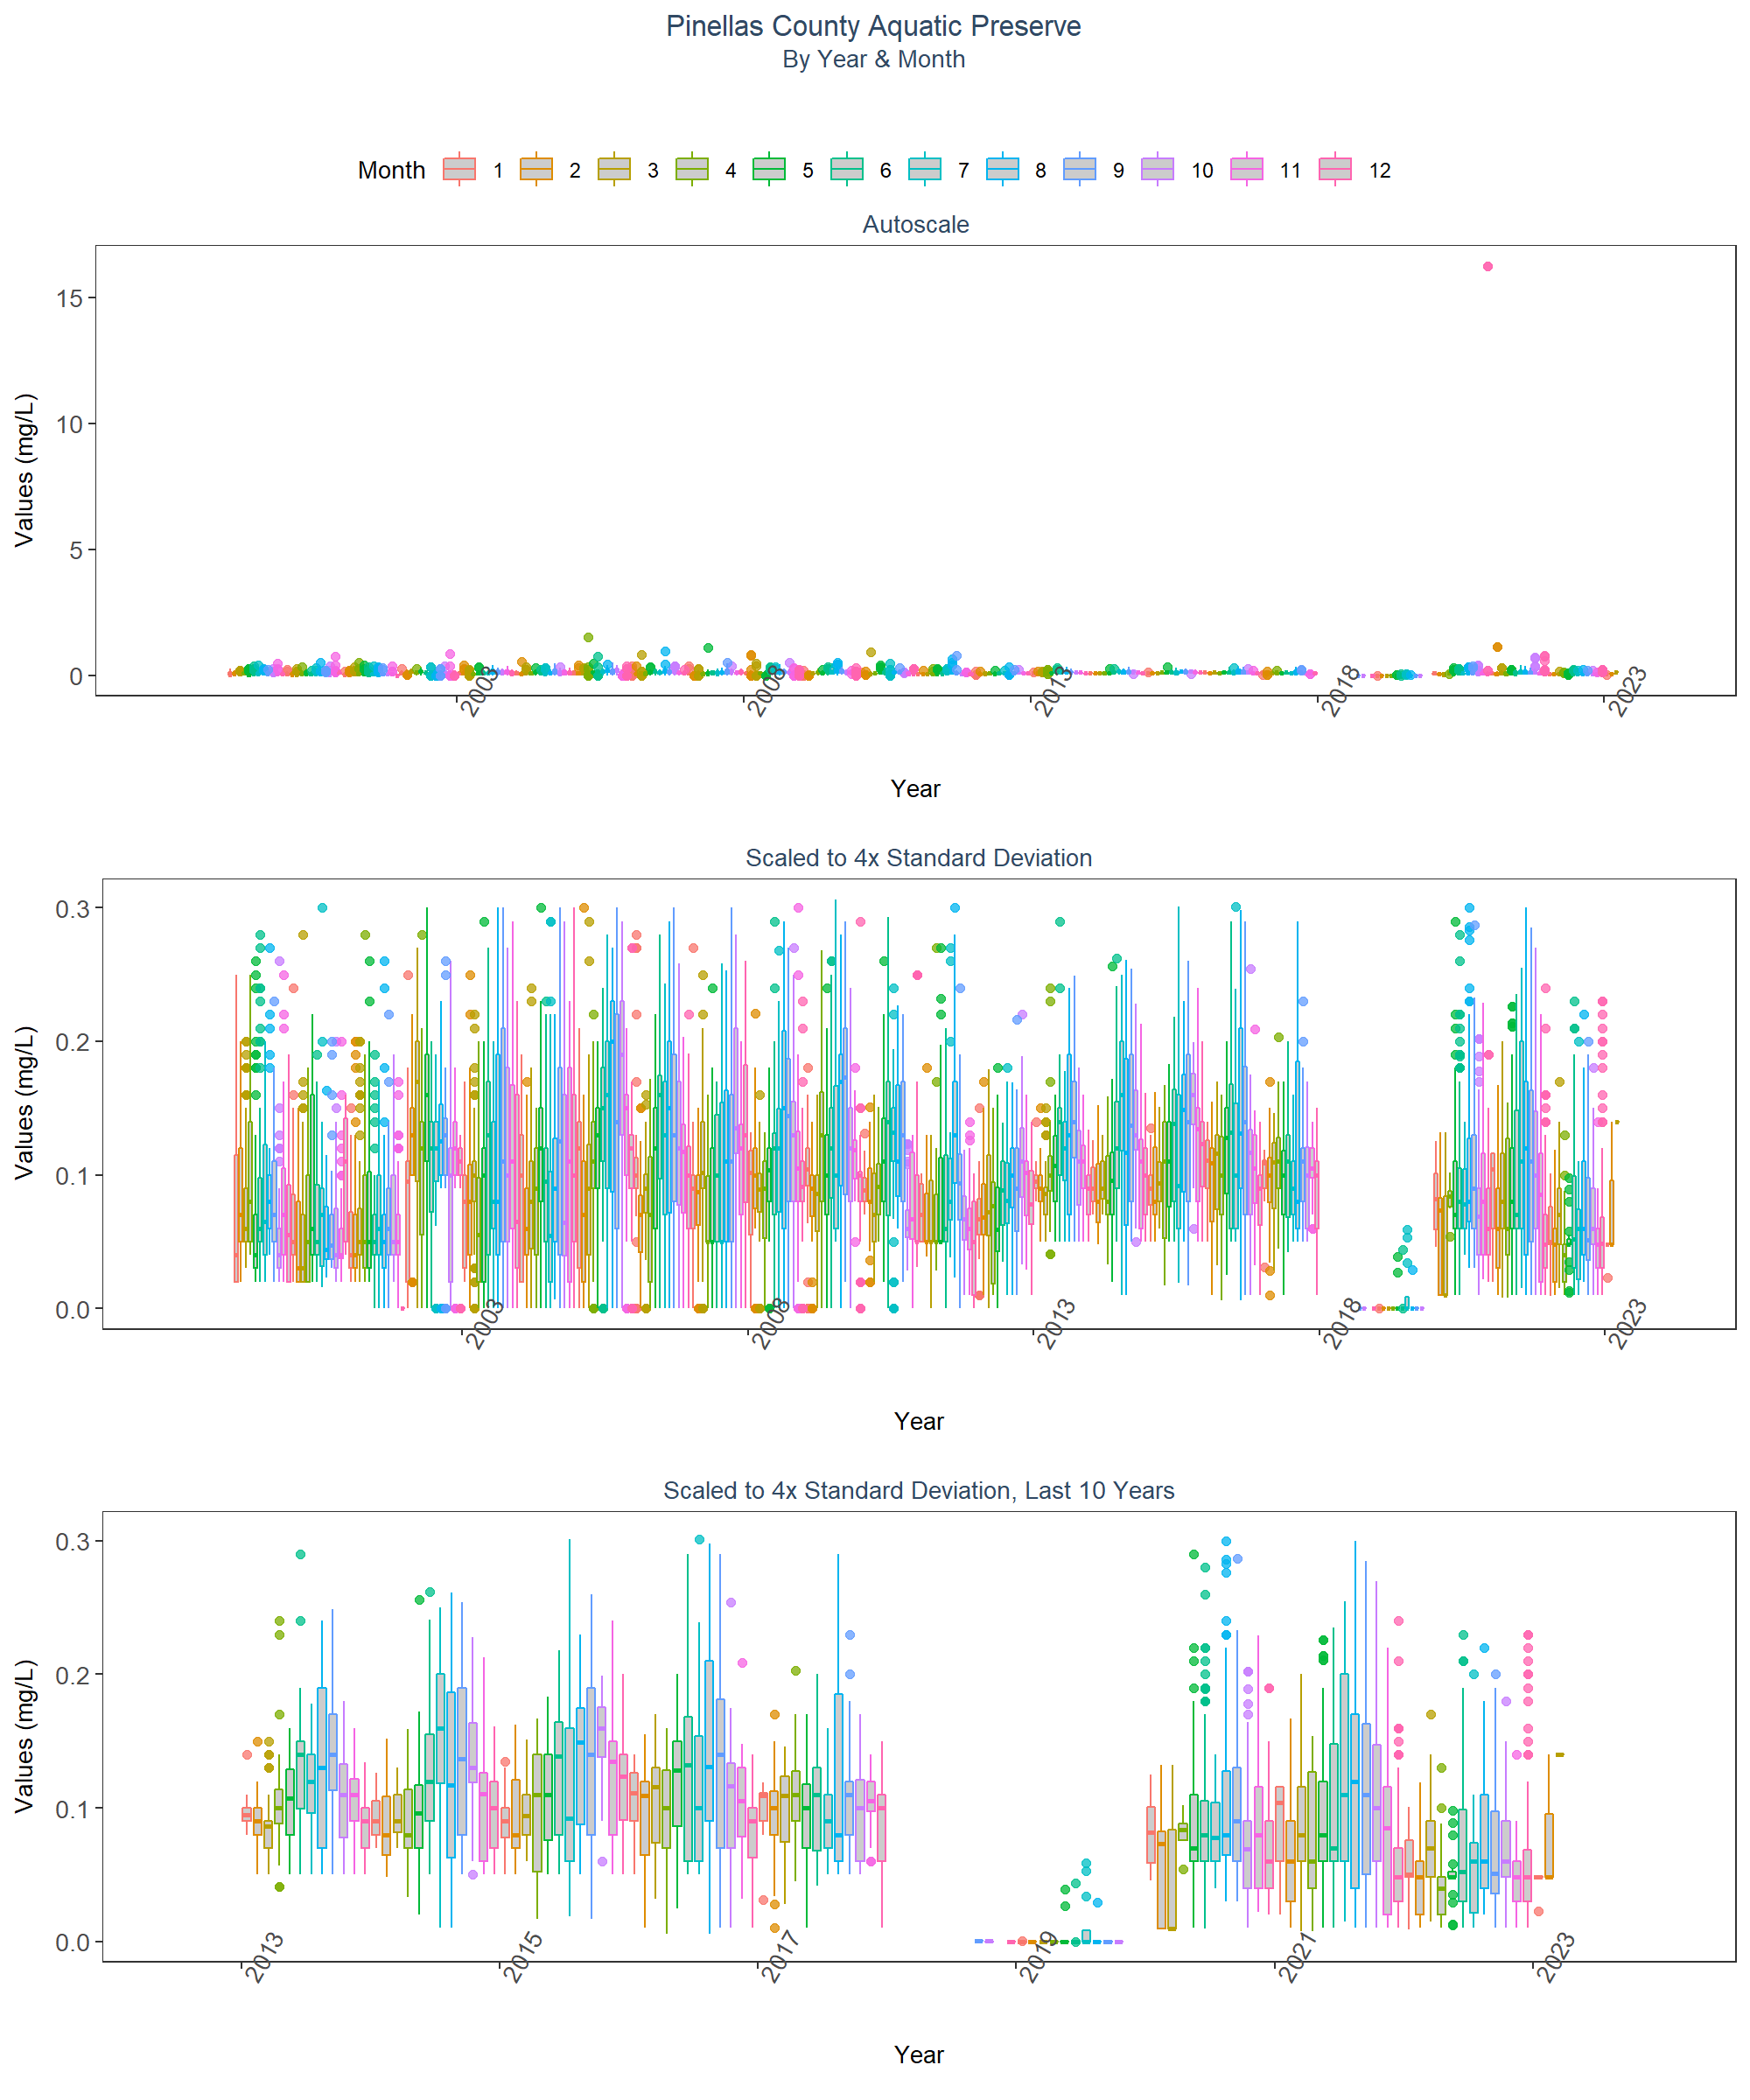 Pinellas County Aquatic Preserve
By Year & Month
Month 1 2 3 4 5 6 7 8 9 10 11 12
Autoscale
Values (mg/L)
15
10
5
0
2003 2008 2013 2018 2023
Year
Scaled to 4x Standard Deviation
Values (mg/L)
0.3
0.2
0.1
0.0
2003 2008 2013 2018 2023
Year
Scaled to 4x Standard Deviation, Last 10 Years
Values (mg/L)
0.3
0.2
0.1
0.0
2013 2015 2017 2019 2021 2023
Year